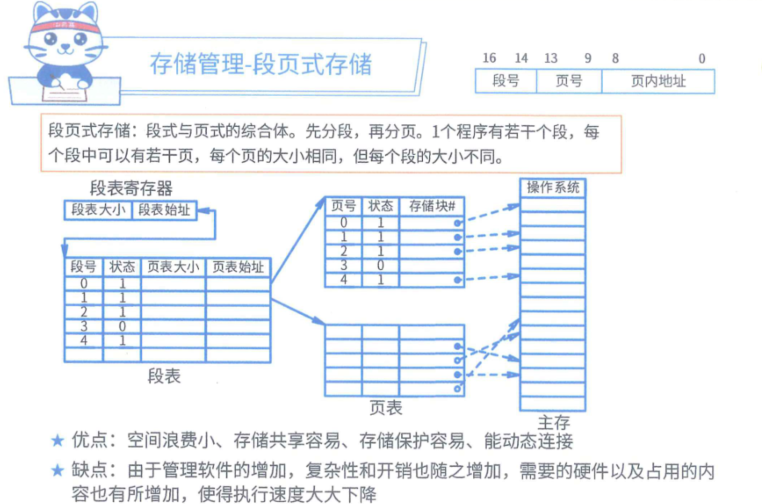 存储管理-段页式存储
16 14 13 9 8 0
段号 页号 页内地址
段页式存储：段式与页式的综合体。先分段，再分页。1个程序有若干个段，每
个段中可以有若干页，每个页的大小相同，但每个段的大小不同。
段表寄存器
段表大小 段表始址
段号 状态 页表大小 页表始址
0 1
1 1
2 1
3 0
4 1
段表
页号 状态 存储块#
0 1
1 1
2 1
3 0
4 1
页表
操作系统
主存
★ 优点：空间浪费小、存储共享容易、存储保护容易、能动态连接
★ 缺点：由于管理软件的增加，复杂性和开销也随之增加，需要的硬件以及占用的内
容也有所增加，使得执行速度大大下降